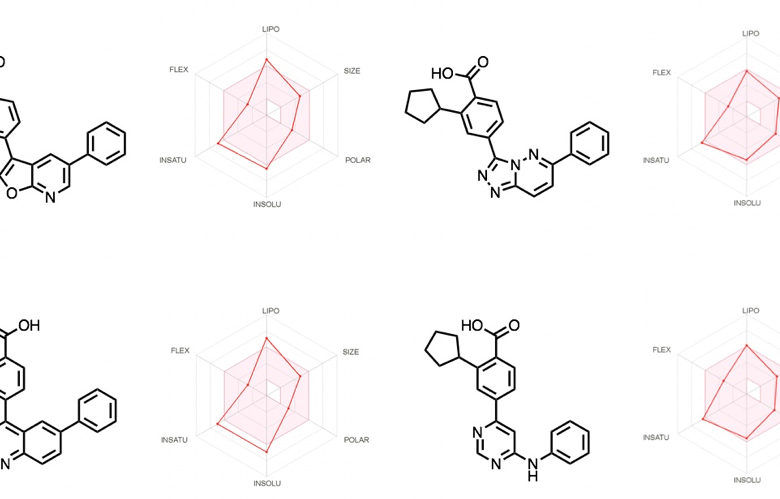 O
LIPO
FLEX
SIZE
INSATU
POLAR
INSOLU
O
N
HO
O
N
N
N
N
N
LIPO
FLEX
INSATU
INSOLU
OH
N
LIPO
FLEX
SIZE
INSATU
POLAR
INSOLU
HO
O
N
N
N
H
LIPO
FLEX
INSATU
INSOLU